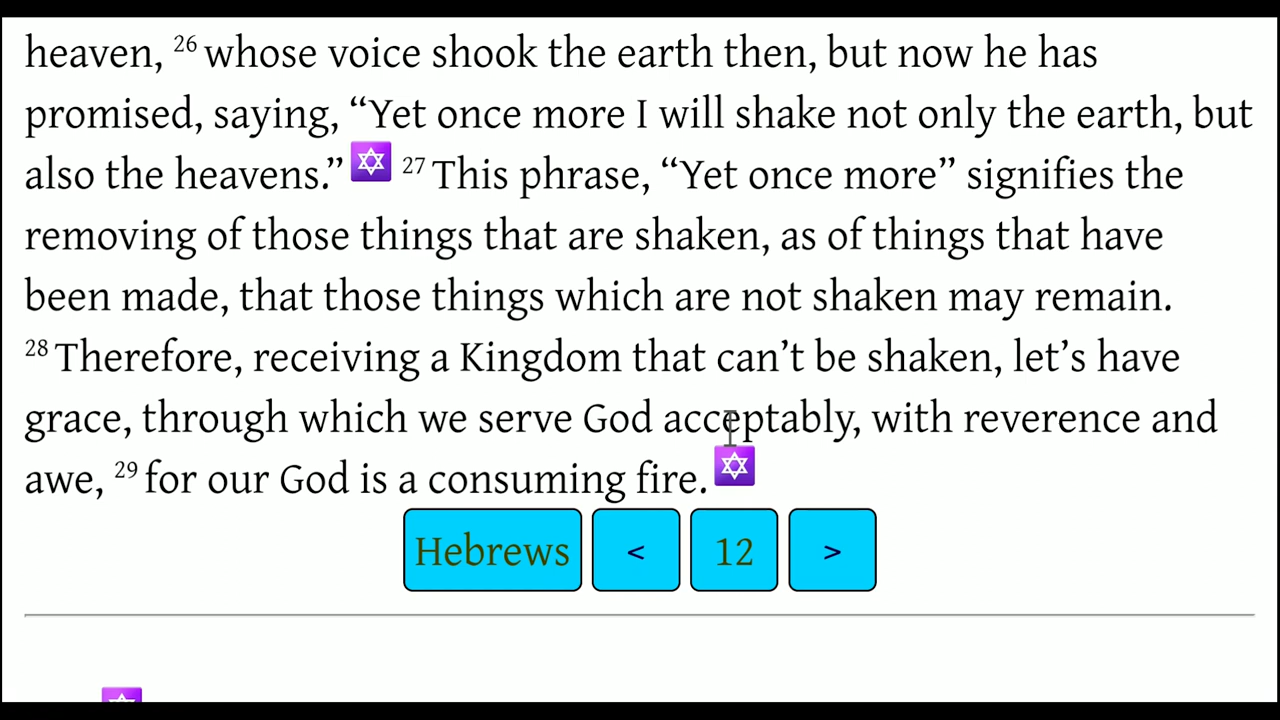 heaven, 26 whose voice shook the earth then, but now he has
promised, saying, “Yet once more I will shake not only the earth, but
also the heavens.” ✡ 27 This phrase, “Yet once more” signifies the
removing of those things that are shaken, as of things that have
been made, that those things which are not shaken may remain.
28 Therefore, receiving a Kingdom that can’t be shaken, let’s have
grace, through which we serve God acceptably, with reverence and
awe, 29 for our God is a consuming fire. ✡
Hebrews < 12 >